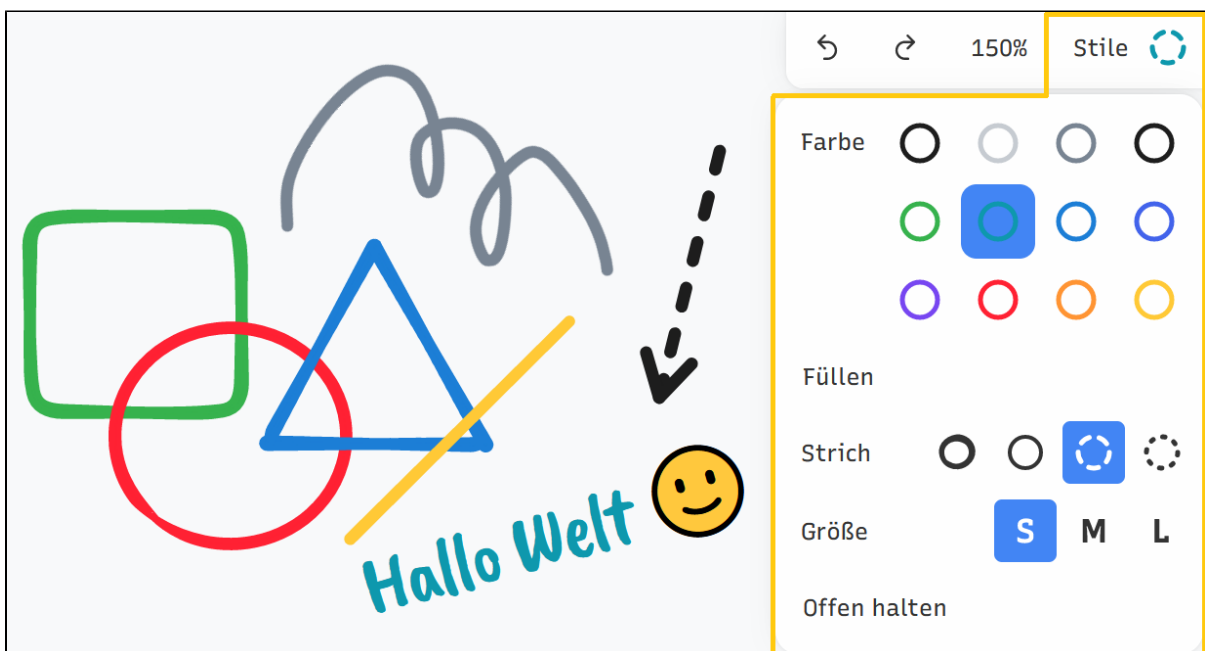 150% Stile
Farbe
Füllen
Strich
Größe
S M L
Offen halten
Hallo Welt